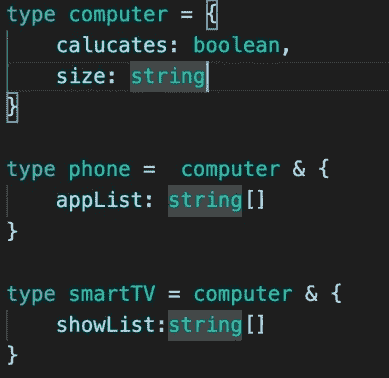 type computer = {
calucates: boolean,
size: string
}
type phone =  computer & {
appList: string[]
}
type smartTV = computer & {
showList:string[]
}